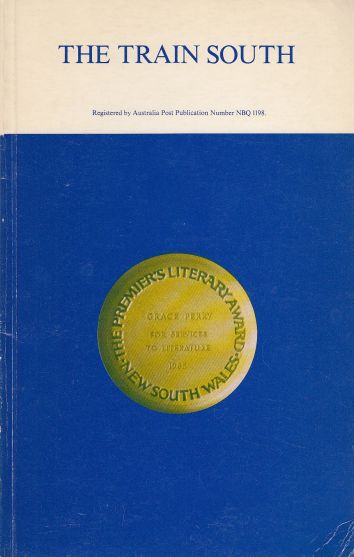 THE TRAIN SOUTH
Registered by Australia Post Publication Number NBQ 1198.
·THE PREMIER'S LITERARY AWARD·
GRACE PERRY
FOR SERVICES
TO LITERATURE
1985
NEW SOUTH WALES